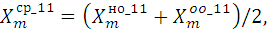 X_m^{ср_11} = (X_m^{но_11} + X_m^{оо_11})/2,